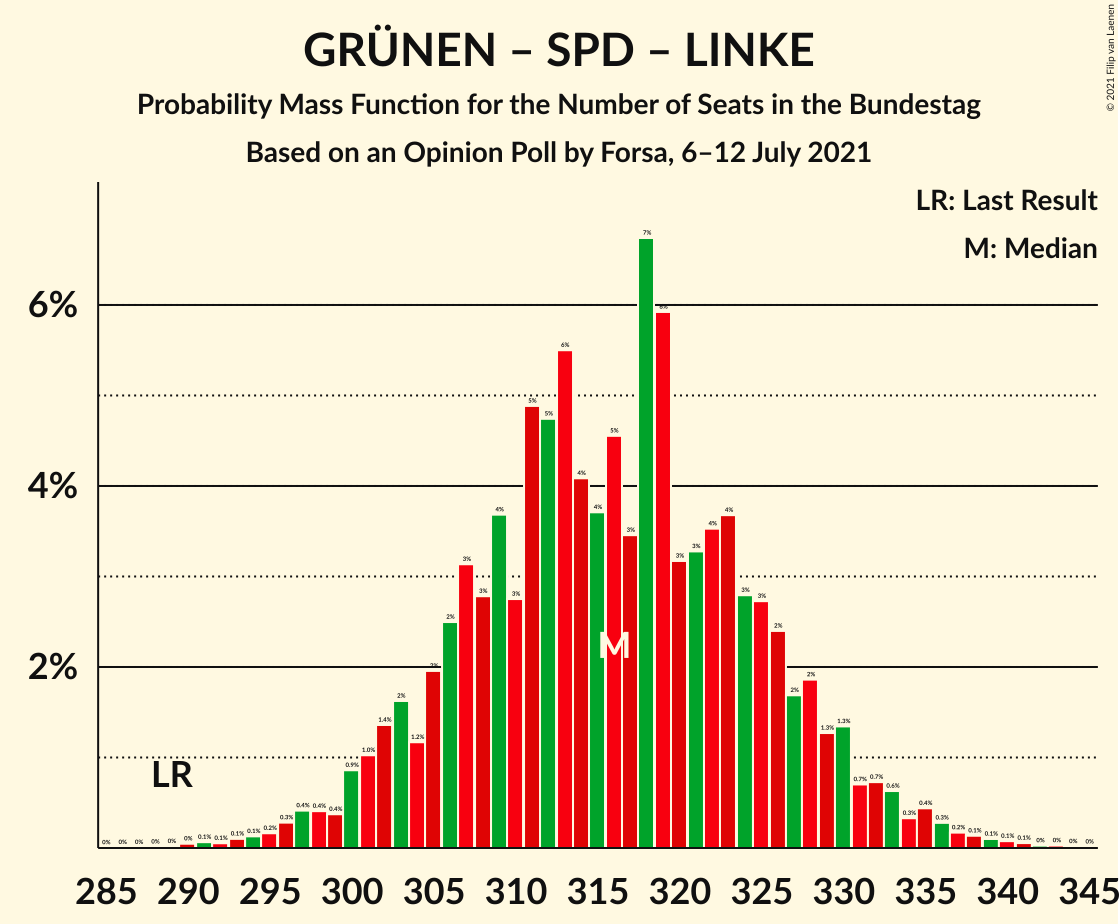 GRÜNEN – SPD – LINKE
Probability Mass Function for the Number of Seats in the Bundestag
Based on an Opinion Poll by Forsa, 6–12 July 2021
© 2021 Filip van Laenen
LR: Last Result
M: Median
6%
4%
2%
LR
M
0% 0% 0% 0% 0% 0% 0.1% 0.1% 0.1% 0.1% 0.2% 0.3% 0.4% 0.4% 0.4% 0.9% 1.0% 1.4% 2% 1.2% 2% 2% 3% 3% 4% 3% 5% 5% 6% 4% 4% 5% 3% 7% 6% 3% 3% 4% 4% 3% 3% 2% 2% 2% 1.3% 1.3% 0.7% 0.7% 0.6% 0.3% 0.4% 0.3% 0.2% 0.1% 0.1% 0.1% 0.1% 0% 0% 0% 0%
285 290 295 300 305 310 315 320 325 330 335 340 345